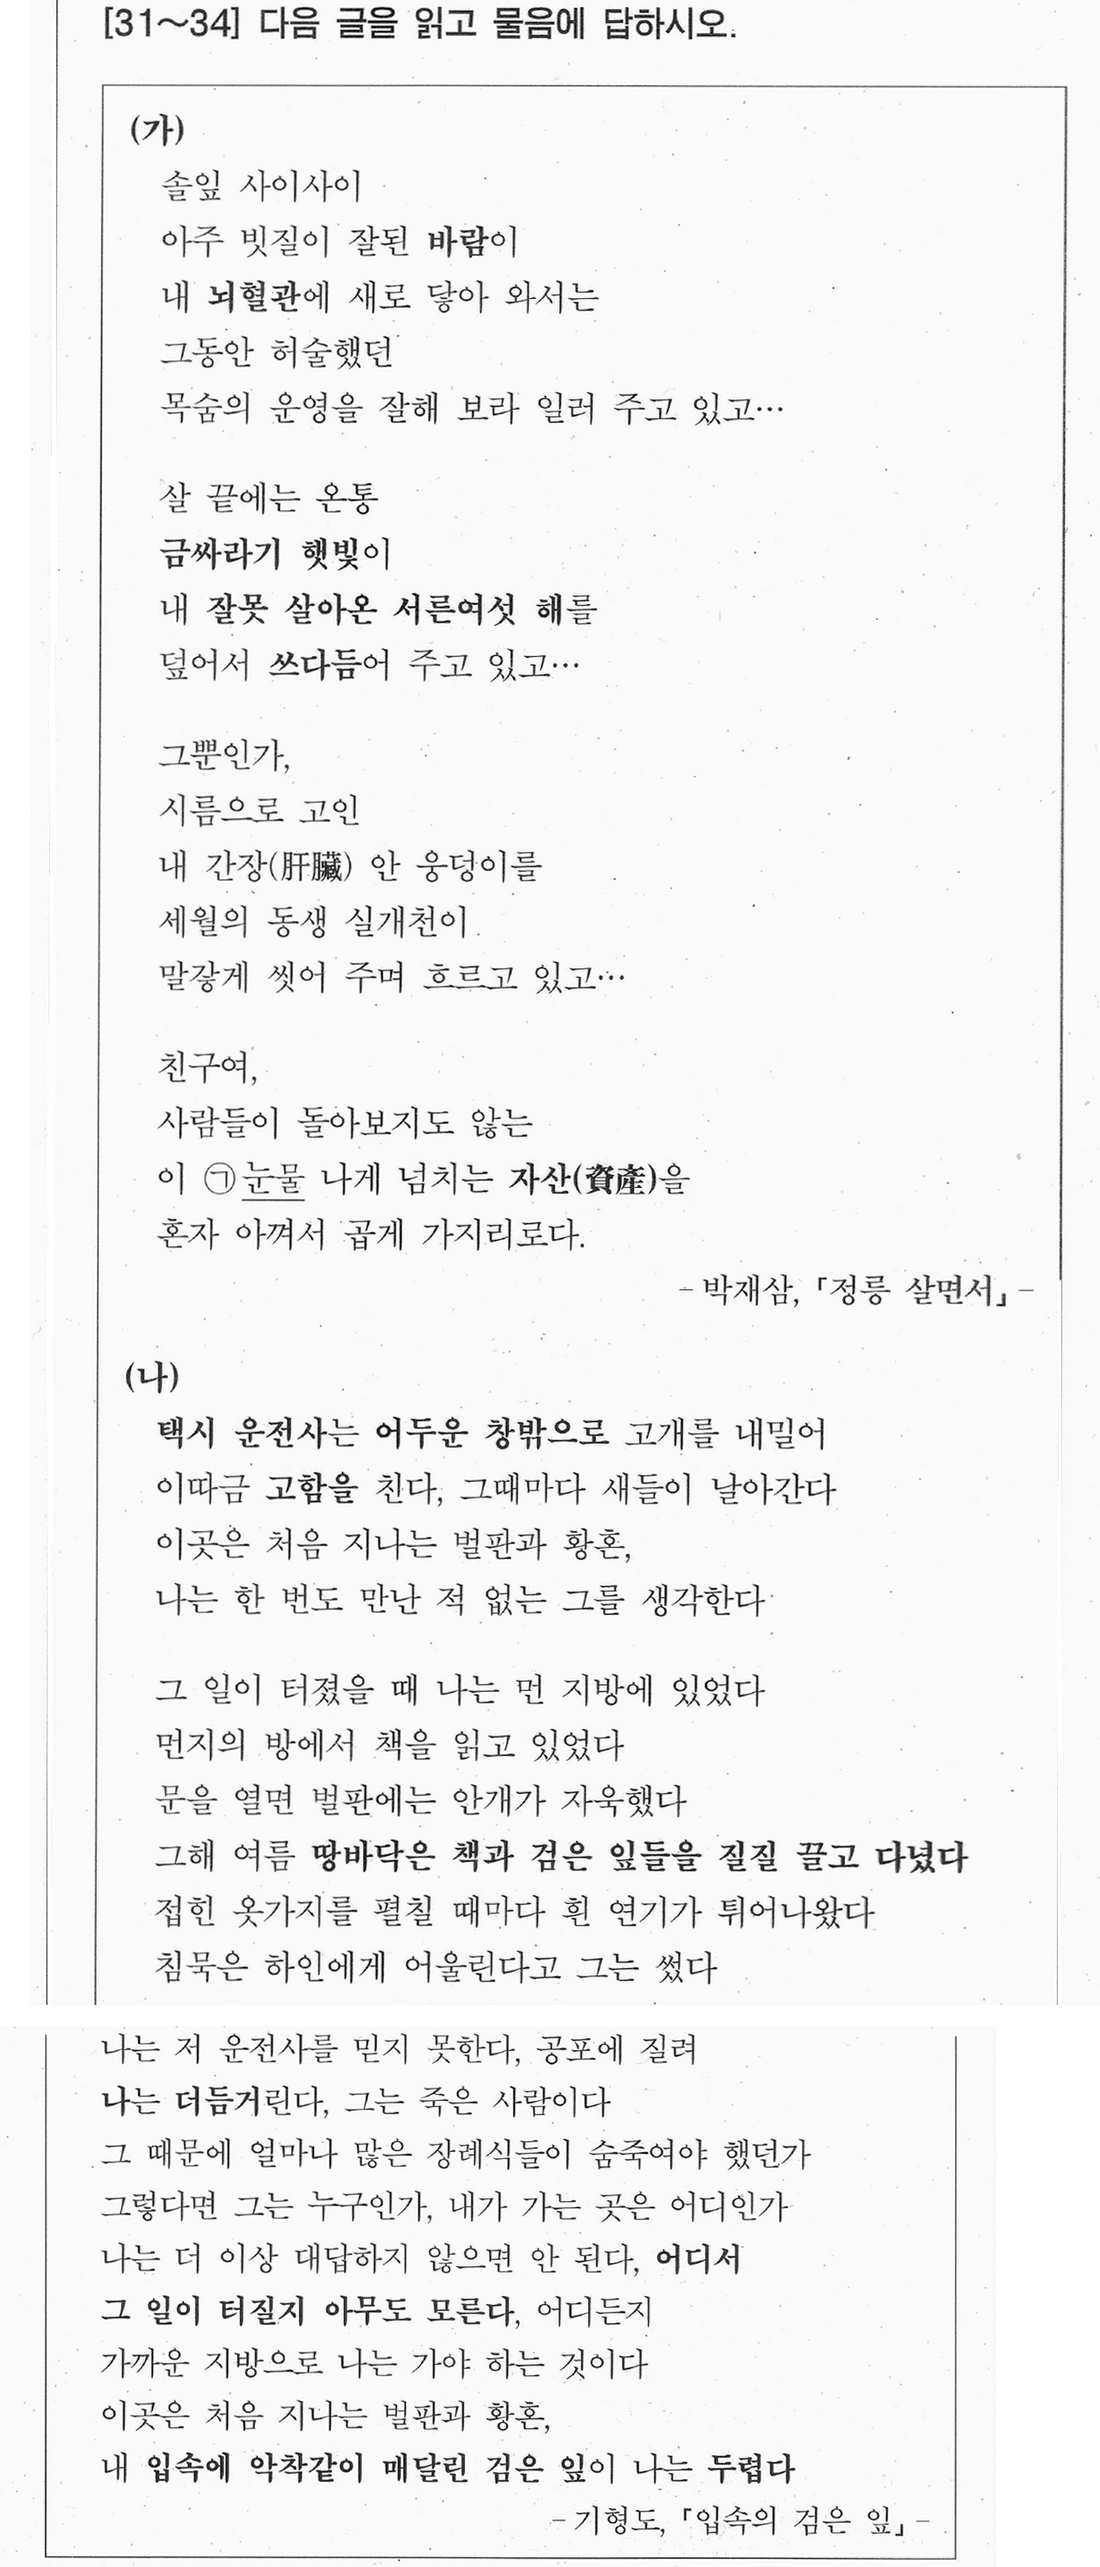 [31～34] 다음 글을 읽고 물음에 답하시오.
(가)
솔잎 사이사이
아주 빗질이 잘된 바람이
내 뇌혈관에 새로 닿아 와서는
그동안 허술했던
목숨의 운영을 잘해 보라 일러 주고 있고…
살 끝에는 온통
금싸라기 햇빛이
내 잘못 살아온 서른여섯 해를
덮어서 쓰다듬어 주고 있고…
그뿐인가,
시름으로 고인
내 간장(肝臟) 안 웅덩이를
세월의 동생 실개천이
말갛게 씻어 주며 흐르고 있고…
친구여,
사람들이 돌아보지도 않는
이 ㉠눈물 나게 넘치는 자산(資產)을
혼자 아껴서 곱게 가지리로다.
- 박재삼, 「정릉 살면서」 -
(나)
택시 운전사는 어두운 창밖으로 고개를 내밀어
이따금 고함을 친다, 그때마다 새들이 날아간다
이곳은 처음 지나는 벌판과 황혼,
나는 한 번도 만난 적 없는 그를 생각한다
그 일이 터졌을 때 나는 먼 지방에 있었다
먼지의 방에서 책을 읽고 있었다
문을 열면 벌판에는 안개가 자욱했다
그해 여름 땅바닥은 책과 검은 잎들을 질질 끌고 다녔다
접힌 옷가지를 펼칠 때마다 흰 연기가 튀어나왔다
침묵은 하인에게 어울린다고 그는 썼다
나는 저 운전사를 믿지 못한다, 공포에 질려
나는 더듬거린다, 그는 죽은 사람이다
그 때문에 얼마나 많은 장례식들이 숨죽여야 했던가
그렇다면 그는 누구인가, 내가 가는 곳은 어디인가
나는 더 이상 대답하지 않으면 안 된다, 어디서
그 일이 터질지 아무도 모른다, 어디든지
가까운 지방으로 나는 가야 하는 것이다
이곳은 처음 지나는 벌판과 황혼,
내 입속에 악착같이 매달린 검은 잎이 나는 두렵다
- 기형도, 「입속의 검은 잎」 -